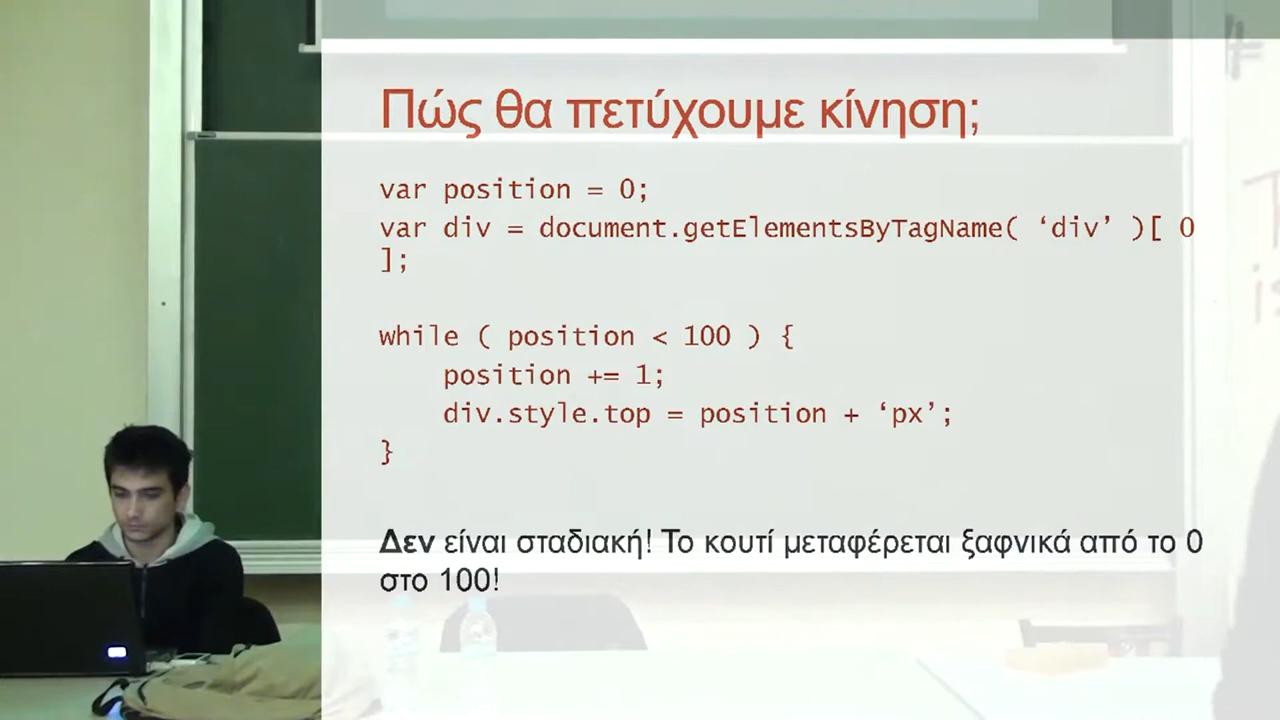 Πώς θα πετύχουμε κίνηση;
var position = 0;
var div = document.getElementsByTagName( ‘div’ )[ 0
];
while ( position < 100 ) {
position += 1;
div.style.top = position + ‘px’;
}
Δεν είναι σταδιακή! Το κουτί μεταφέρεται ξαφνικά από το 0
στο 100!